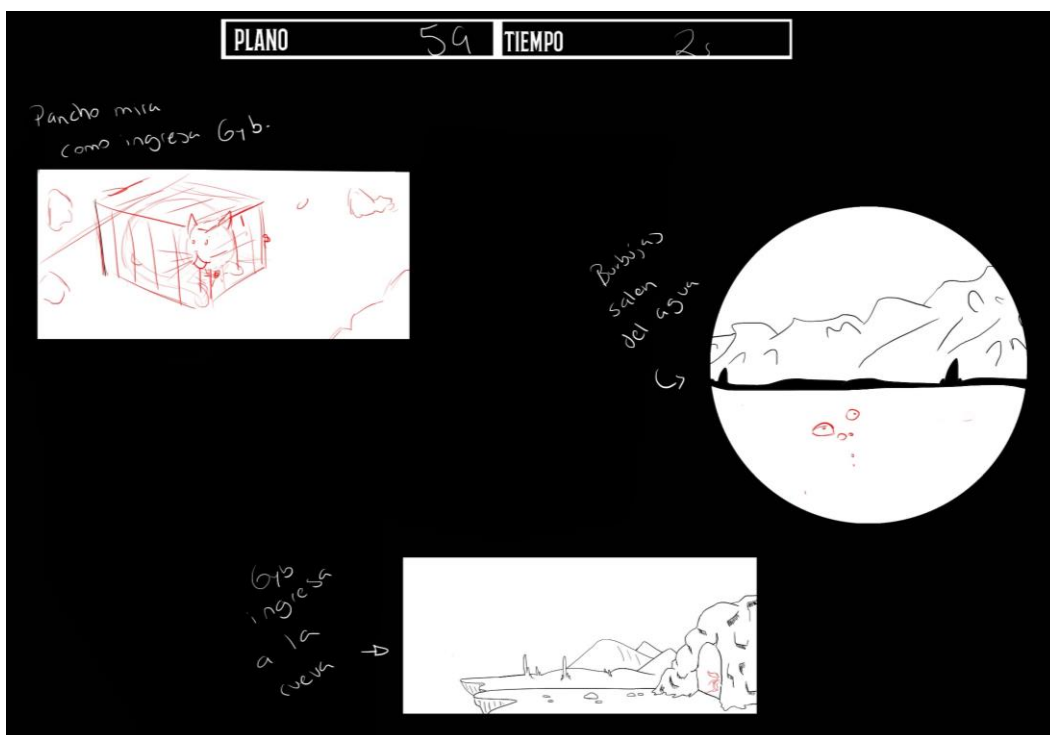 PLANO 59 TIEMPO 2s
Pancho mira
como ingresa Gyb.
Burbujas
salen
del agua
Gyb
ingresa
a la
cueva